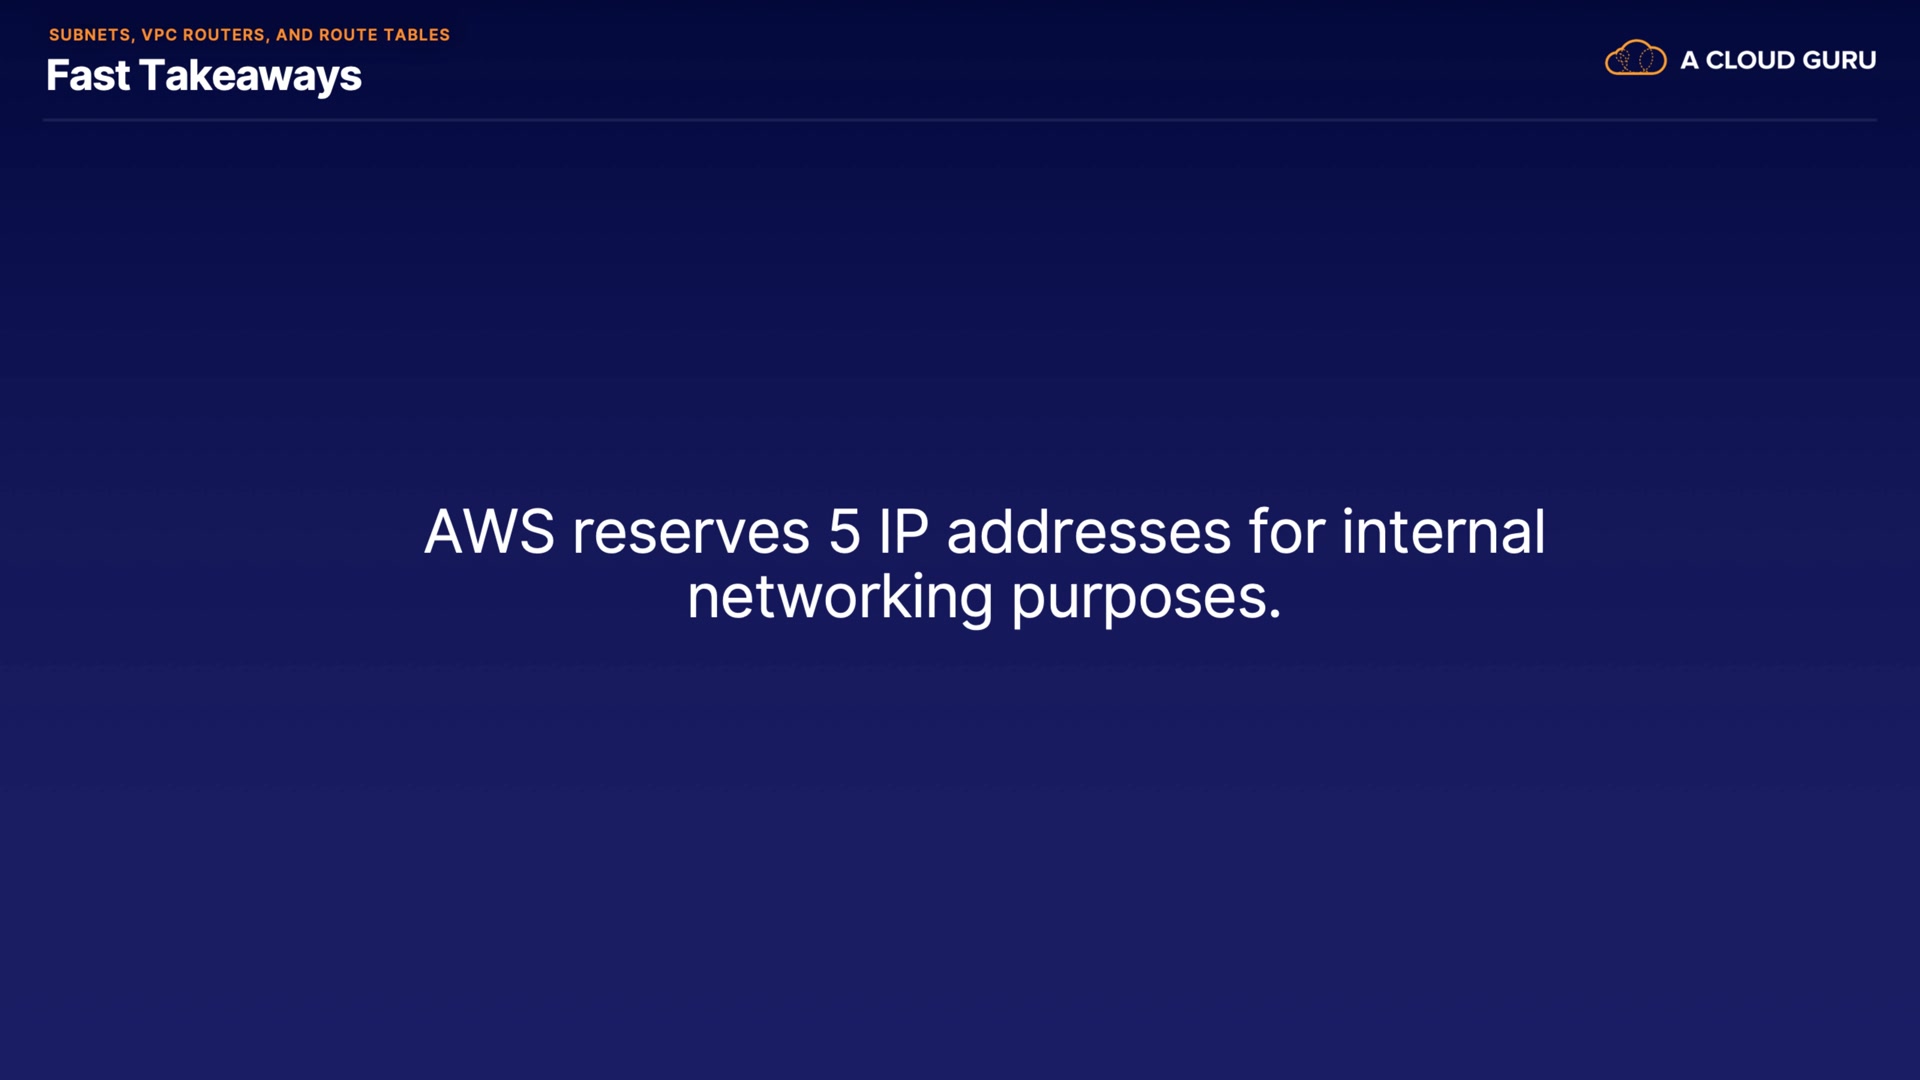 SUBNETS, VPC ROUTERS, AND ROUTE TABLES
Fast Takeaways
A CLOUD GURU
AWS reserves 5 IP addresses for internal
networking purposes.